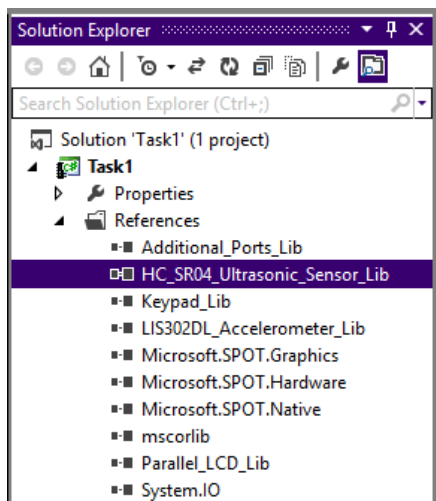 Solution Explorer
Search Solution Explorer (Ctrl+;)
Solution 'Task1' (1 project)
C# Task1
Properties
References
Additional_Ports_Lib
HC_SR04_Ultrasonic_Sensor_Lib
Keypad_Lib
LIS302DL_Accelerometer_Lib
Microsoft.SPOT.Graphics
Microsoft.SPOT.Hardware
Microsoft.SPOT.Native
mscorlib
Parallel_LCD_Lib
System.IO